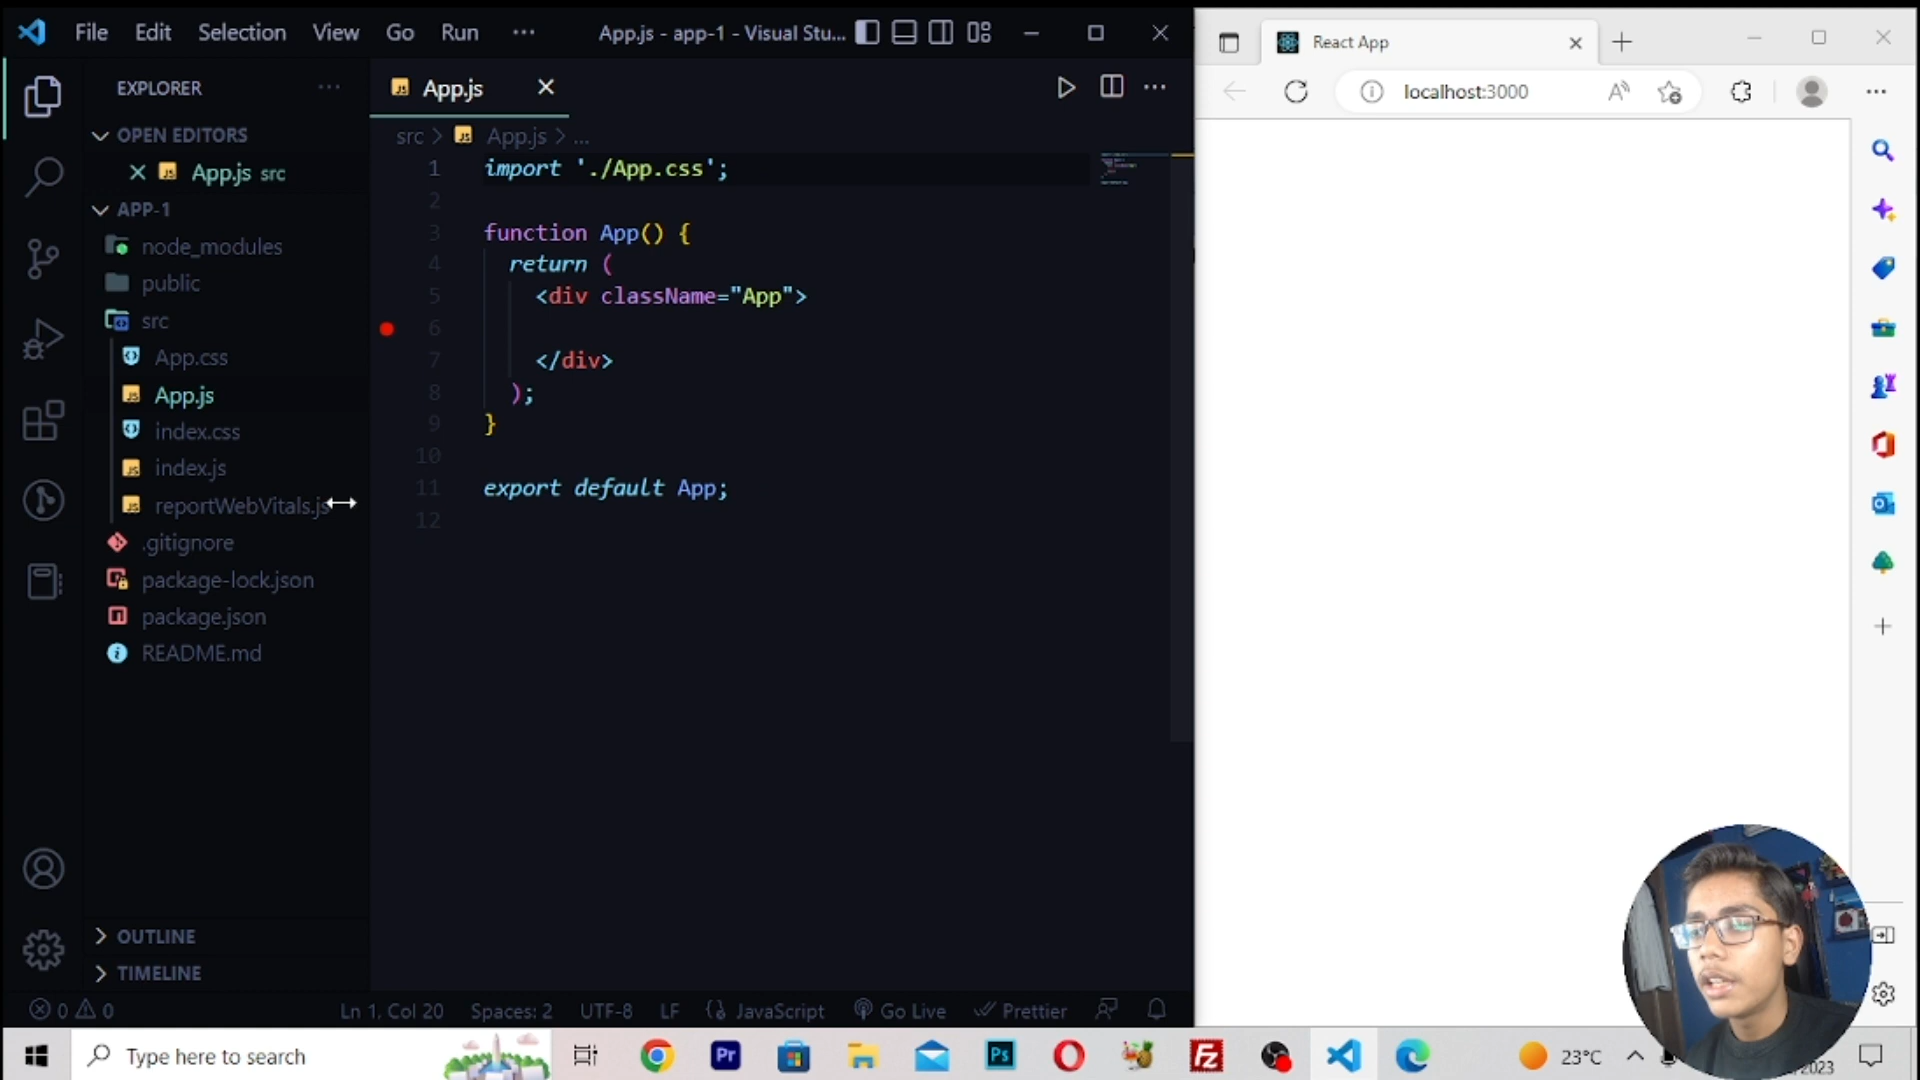 File Edit Selection View Go Run ··· App.js - app-1 - Visual Stu...
EXPLORER ···
OPEN EDITORS
App.js src
APP-1
node_modules
public
src
App.css
App.js
index.css
index.js
reportWebVitals.js
.gitignore
package-lock.json
package.json
README.md
OUTLINE
TIMELINE
App.js
src > App.js > ...
1 import './App.css';
2
3 function App() {
4 return (
5 <div className="App">
6
7 </div>
8 );
9 }
10
11 export default App;
12
0 0 Ln 1, Col 20 Spaces: 2 UTF-8 LF JavaScript Go Live Prettier
React App
localhost:3000
Type here to search
Pr
Ps
Fz
23°C